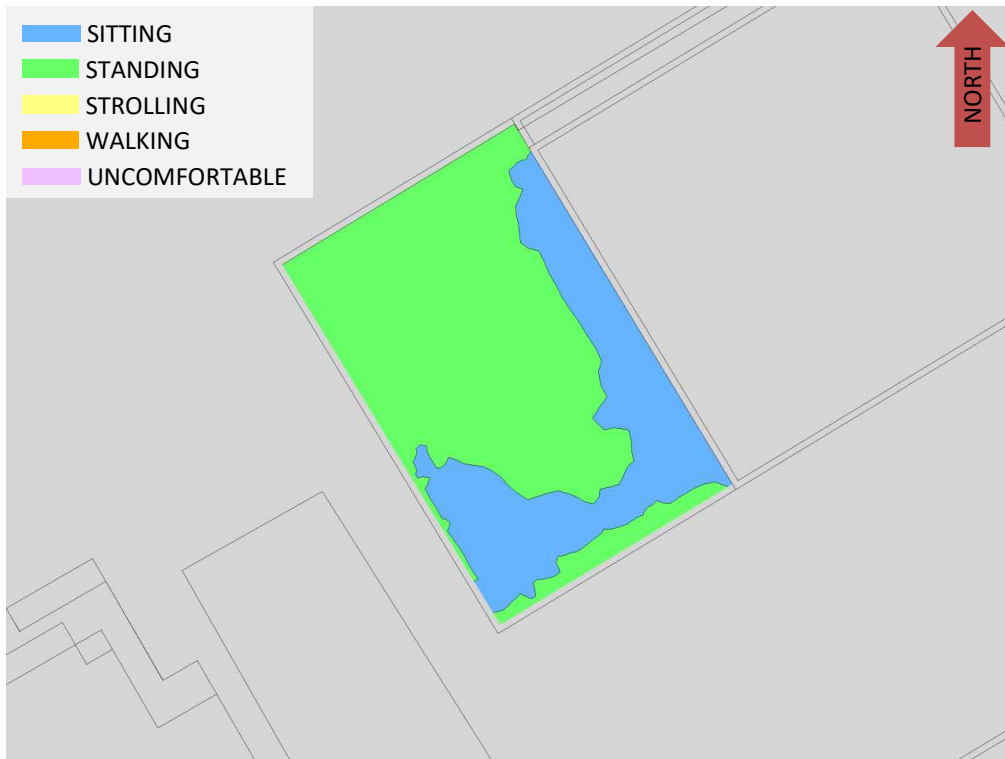 SITTING
STANDING
STROLLING
WALKING
UNCOMFORTABLE
NORTH